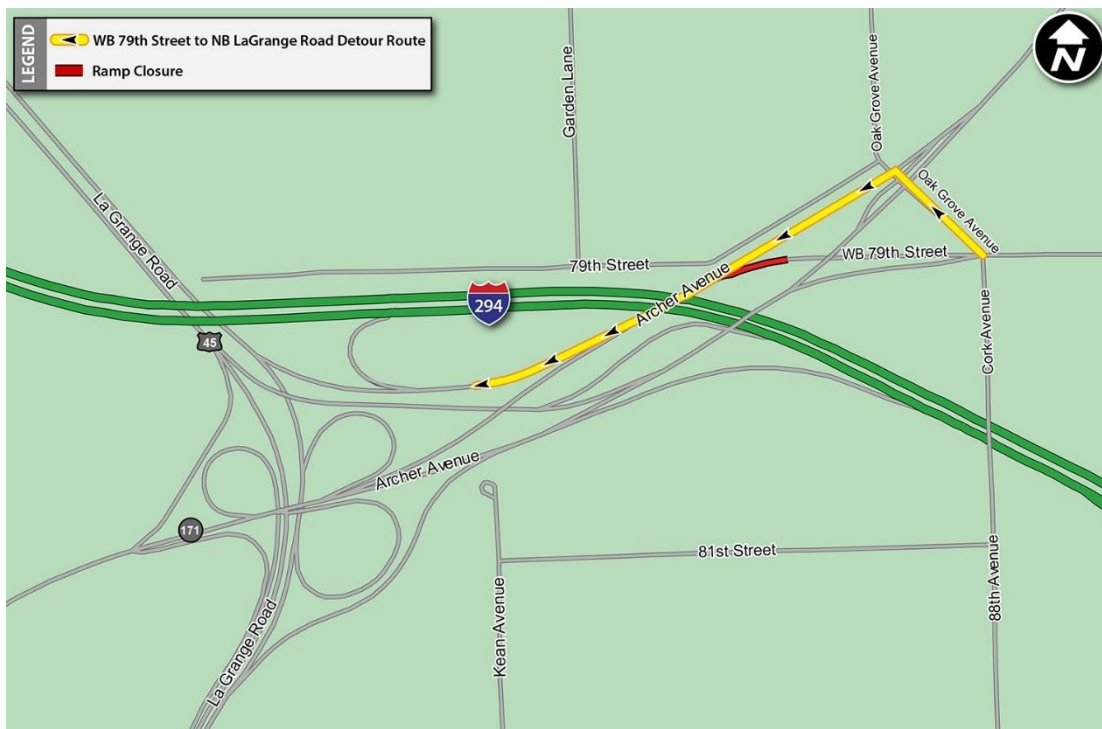 LEGEND
WB 79th Street to NB LaGrange Road Detour Route
Ramp Closure
N
Garden Lane
Oak Grove Avenue
Oak Grove Avenue
La Grange Road
WB 79th Street
79th Street
294
Archer Avenue
45
Cork Avenue
Archer Avenue
171
81st Street
Kean Avenue
88th Avenue
La Grange Road